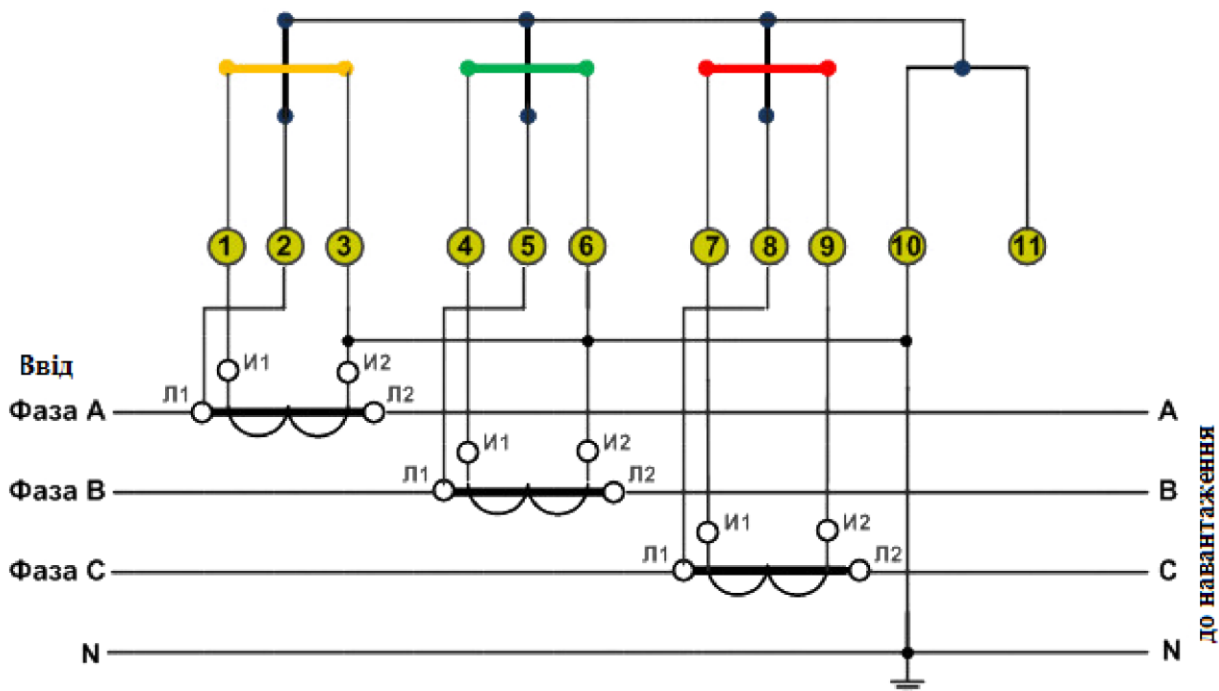 1 2 3 4 5 6 7 8 9 10 11
Ввід
И1 И2
Л1 Л2
Фаза А А
И1 И2
Л1 Л2
Фаза В В
И1 И2
Л1 Л2
Фаза С С
N N
до навантаження